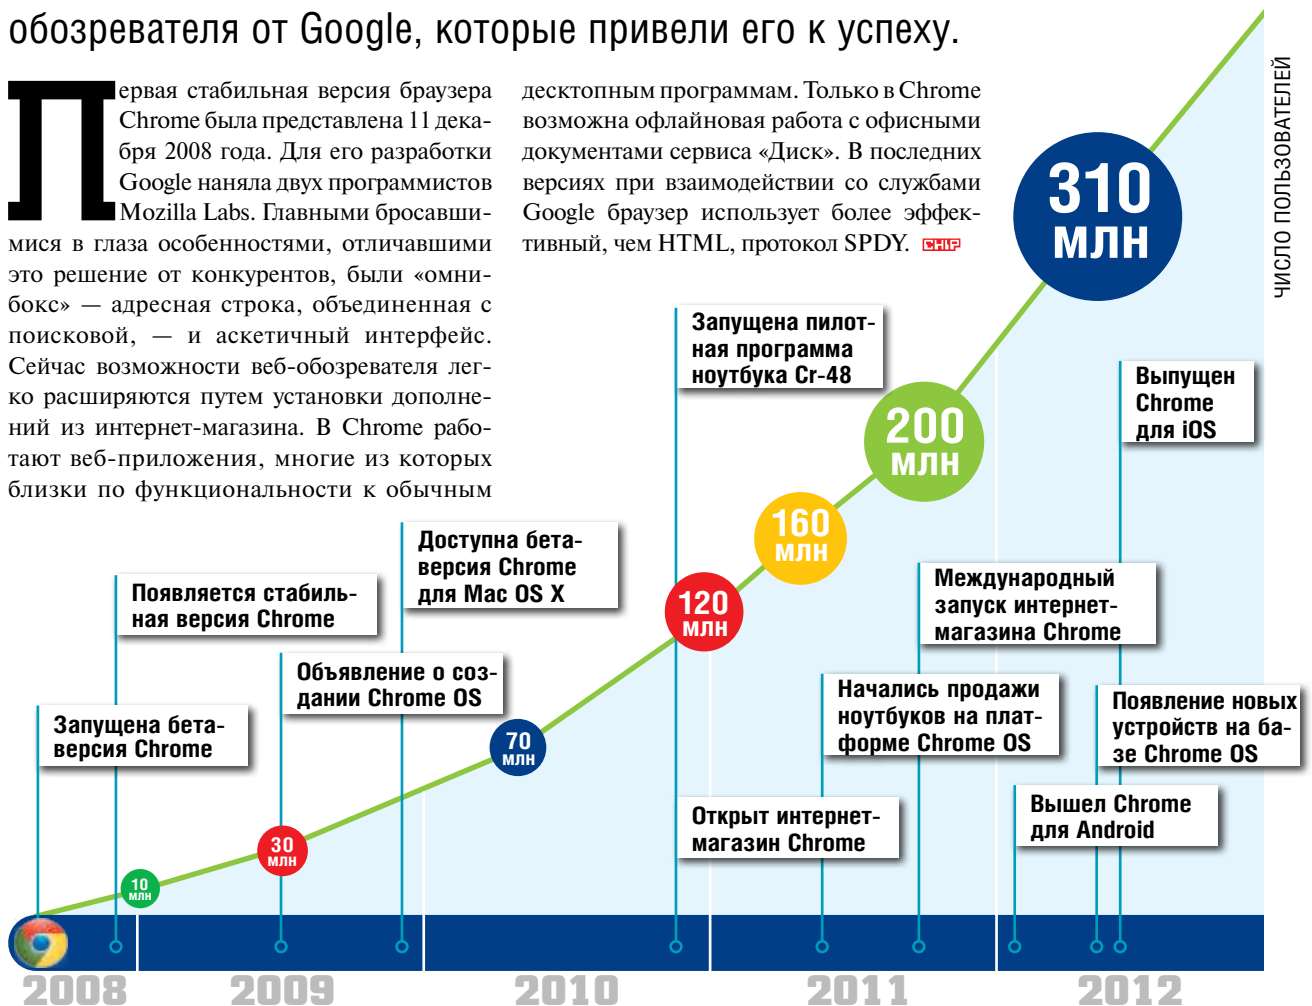 обозревателя от Google, которые привели его к успеху.
Первая стабильная версия браузера
Chrome была представлена 11 дека-
бря 2008 года. Для его разработки
Google наняла двух программистов
Mozilla Labs. Главными бросавши-
мися в глаза особенностями, отличавшими
это решение от конкурентов, были «омни-
бокс» — адресная строка, объединенная с
поисковой, — и аскетичный интерфейс.
Сейчас возможности веб-обозревателя лег-
ко расширяются путем установки дополне-
ний из интернет-магазина. В Chrome рабо-
тают веб-приложения, многие из которых
близки по функциональности к обычным
десктопным программам. Только в Chrome
возможна офлайновая работа с офисными
документами сервиса «Диск». В последних
версиях при взаимодействии со службами
Google браузер использует более эффек-
тивный, чем HTML, протокол SPDY. CHIP
ЧИСЛО ПОЛЬЗОВАТЕЛЕЙ
310
МЛН
Запущена пилот-
ная программа
ноутбука Cr-48
Выпущен
Chrome
для iOS
200
МЛН
160
МЛН
Доступна бета-
версия Chrome
для Mac OS X
Появляется стабиль-
ная версия Chrome
120
МЛН
Международный
запуск интернет-
магазина Chrome
Объявление о соз-
дании Chrome OS
Начались продажи
ноутбуков на плат-
форме Chrome OS
Появление новых
устройств на ба-
зе Chrome OS
Запущена бета-
версия Chrome
70
МЛН
Открыт интернет-
магазин Chrome
Вышел Chrome
для Android
30
МЛН
10
МЛН
2008
2009
2010
2011
2012